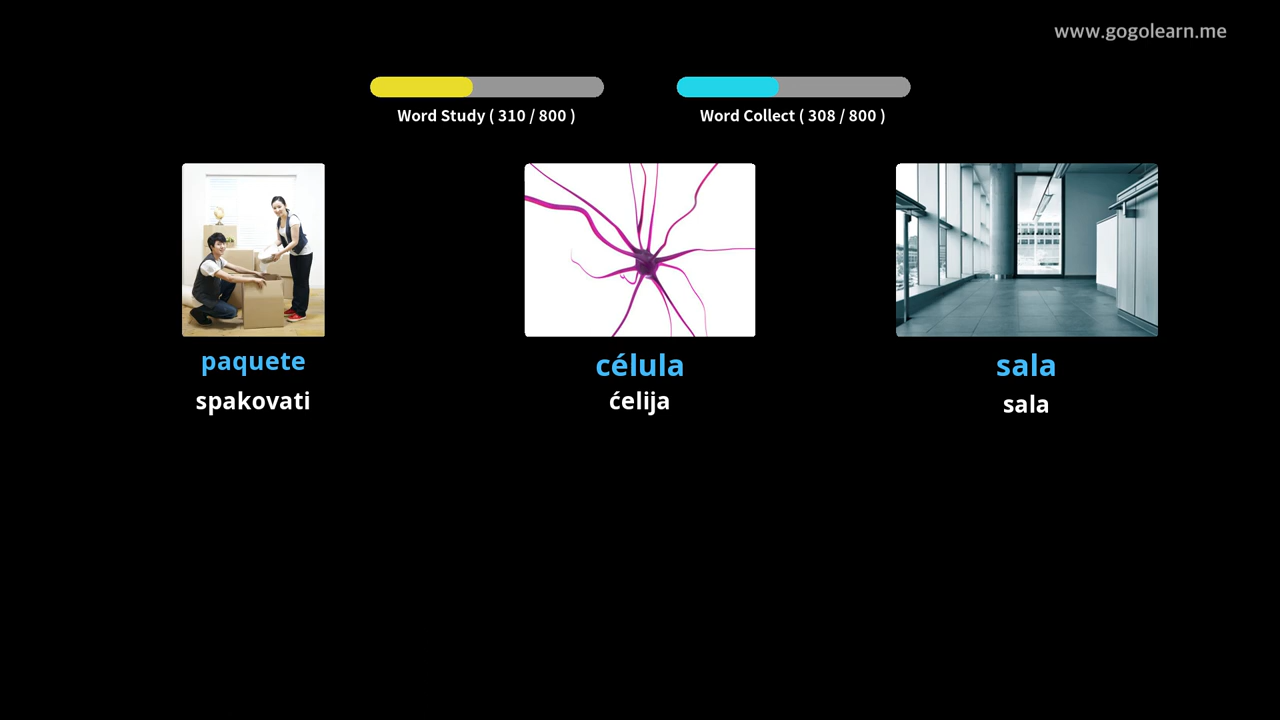 www.gogolearn.me
Word Study ( 310 / 800 )
Word Collect ( 308 / 800 )
paquete
spakovati
célula
ćelija
sala
sala